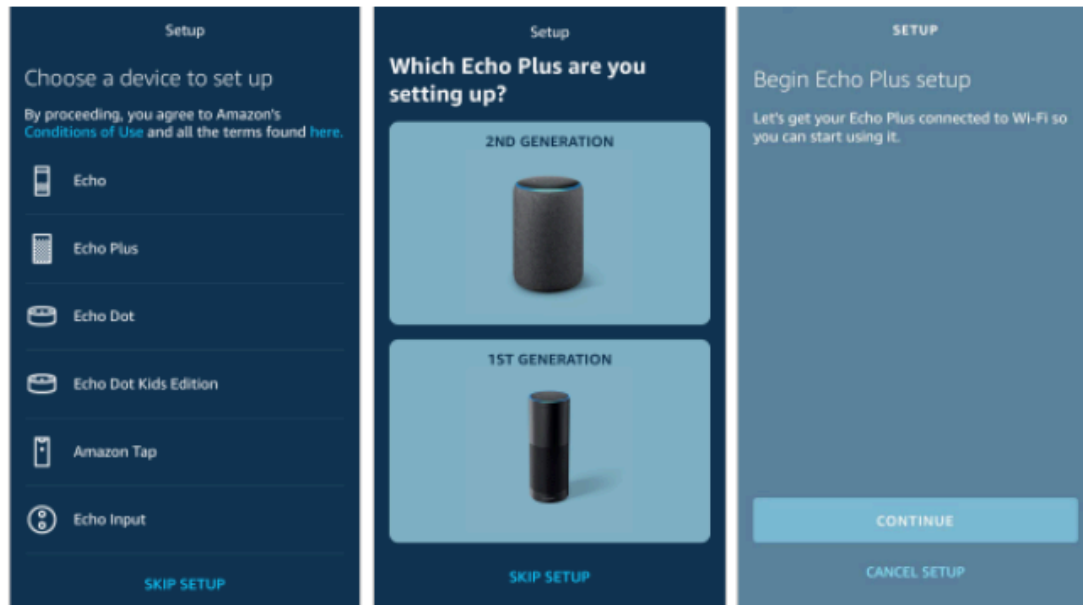 Setup
Choose a device to set up
By proceeding, you agree to Amazon's
Conditions of Use and all the terms found here.
Echo
Echo Plus
Echo Dot
Echo Dot Kids Edition
Amazon Tap
Echo Input
SKIP SETUP
Setup
Which Echo Plus are you
setting up?
2ND GENERATION
1ST GENERATION
SKIP SETUP
SETUP
Begin Echo Plus setup
Let's get your Echo Plus connected to Wi-Fi so
you can start using it.
CONTINUE
CANCEL SETUP